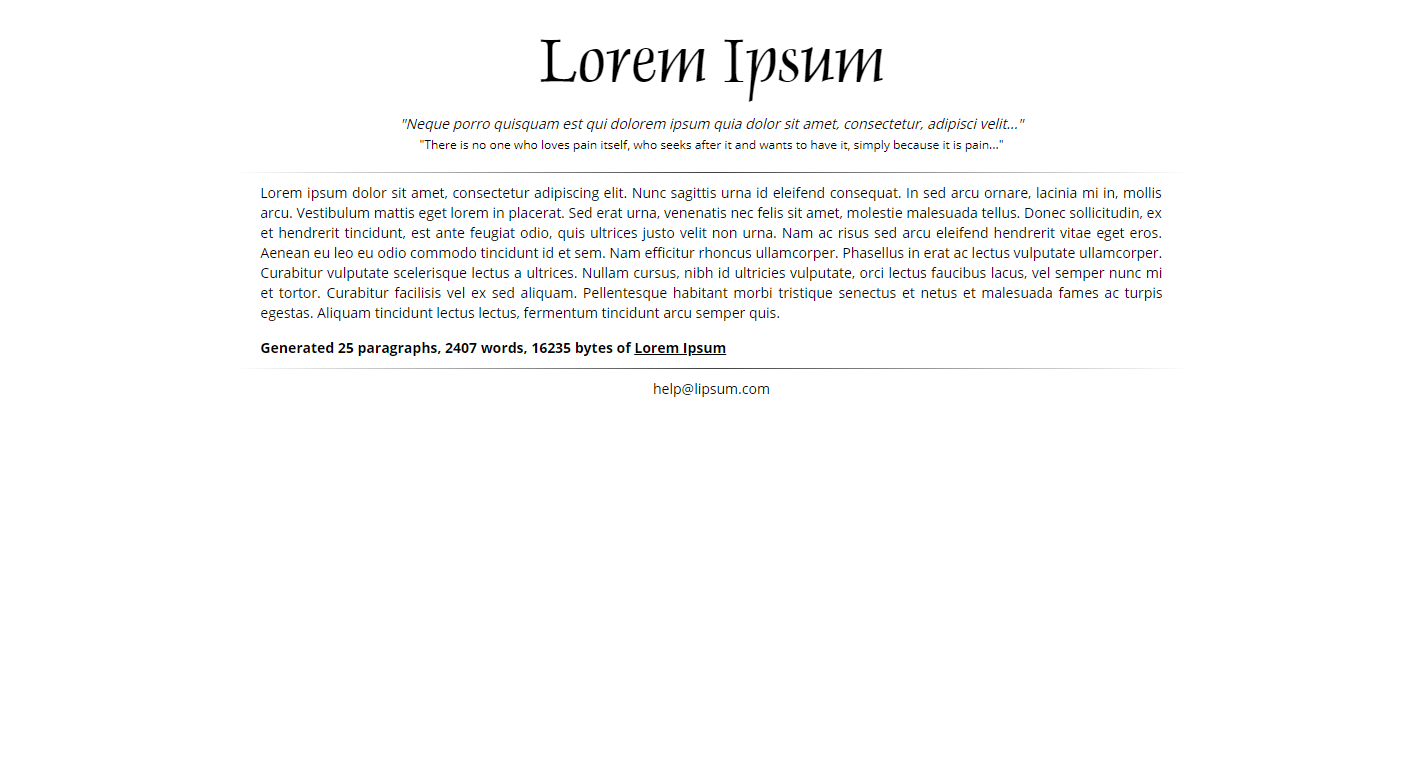 Lorem Ipsum
"Neque porro quisquam est qui dolorem ipsum quia dolor sit amet, consectetur, adipisci velit..."
"There is no one who loves pain itself, who seeks after it and wants to have it, simply because it is pain..."
Lorem ipsum dolor sit amet, consectetur adipiscing elit. Nunc sagittis urna id eleifend consequat. In sed arcu ornare, lacinia mi in, mollis
arcu. Vestibulum mattis eget lorem in placerat. Sed erat urna, venenatis nec felis sit amet, molestie malesuada tellus. Donec sollicitudin, ex
et hendrerit tincidunt, est ante feugiat odio, quis ultrices justo velit non urna. Nam ac risus sed arcu eleifend hendrerit vitae eget eros.
Aenean eu leo eu odio commodo tincidunt id et sem. Nam efficitur rhoncus ullamcorper. Phasellus in erat ac lectus vulputate ullamcorper.
Curabitur vulputate scelerisque lectus a ultrices. Nullam cursus, nibh id ultricies vulputate, orci lectus faucibus lacus, vel semper nunc mi
et tortor. Curabitur facilisis vel ex sed aliquam. Pellentesque habitant morbi tristique senectus et netus et malesuada fames ac turpis
egestas. Aliquam tincidunt lectus lectus, fermentum tincidunt arcu semper quis.
Generated 25 paragraphs, 2407 words, 16235 bytes of Lorem Ipsum
help@lipsum.com